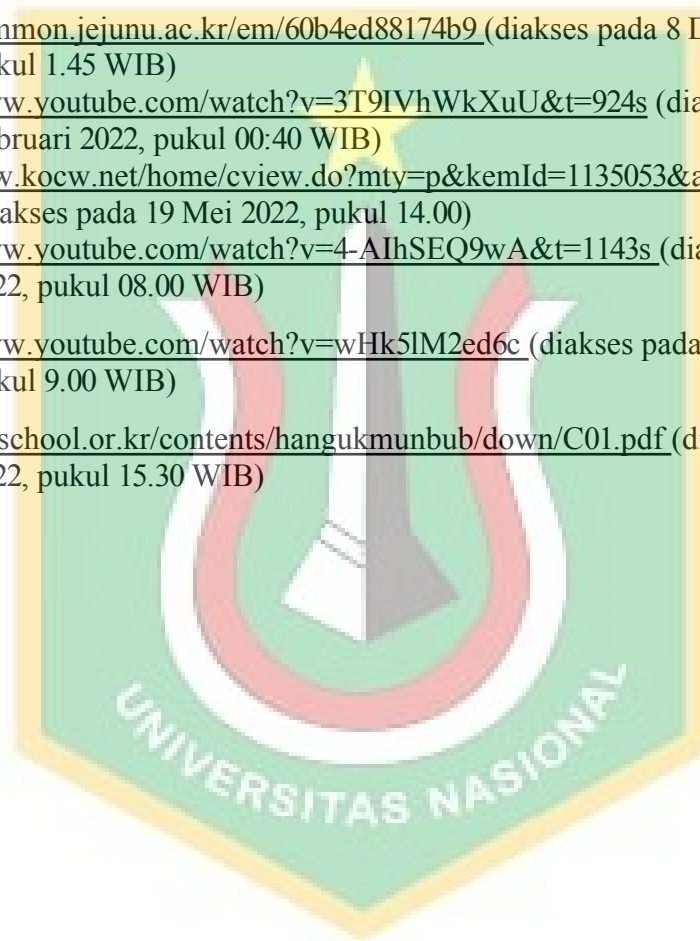 mmon.jejunu.ac.kr/em/60b4ed88174b9 (diakses pada 8 D
kul 1.45 WIB)
w.youtube.com/watch?v=3T9IVhWkXuU&t=924s (dia
bruari 2022, pukul 00:40 WIB)
w.kocw.net/home/cview.do?mty=p&kemId=1135053&a
akses pada 19 Mei 2022, pukul 14.00)
w.youtube.com/watch?v=4-AIhSEQ9wA&t=1143s (dia
22, pukul 08.00 WIB)
w.youtube.com/watch?v=wHk5lM2ed6c (diakses pada
kul 9.00 WIB)
school.or.kr/contents/hangukmunbub/down/C01.pdf (di
22, pukul 15.30 WIB)
UNIVERSITAS NASIONAL